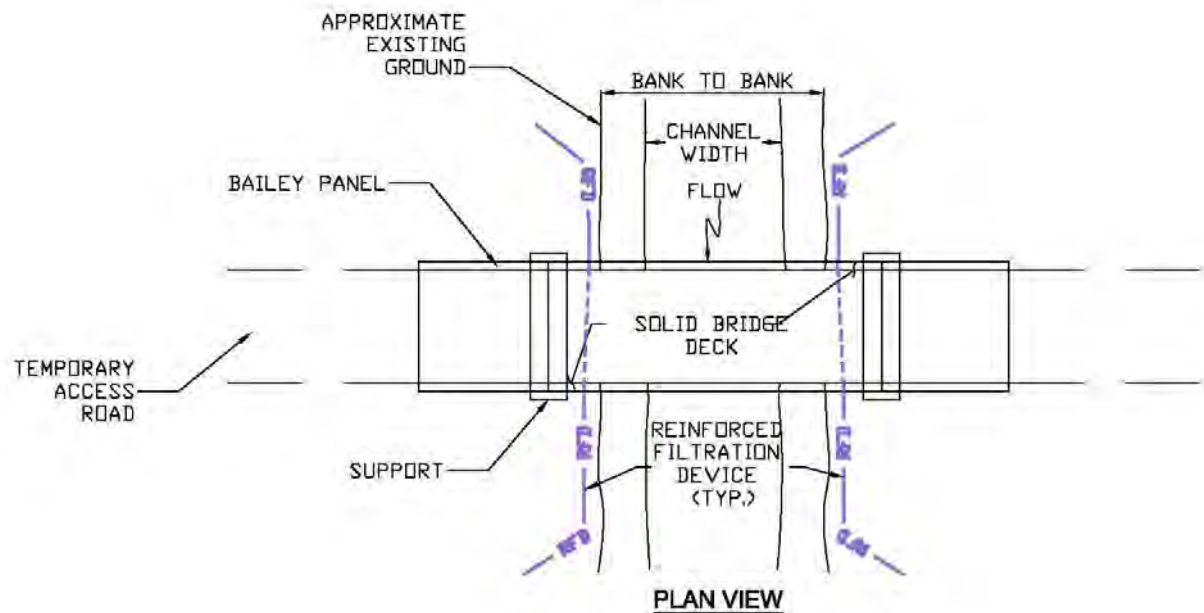 APPROXIMATE
EXISTING
GROUND
BANK TO BANK
CHANNEL
WIDTH
BAILEY PANEL
FLOW
SOLID BRIDGE
DECK
TEMPORARY
ACCESS
ROAD
REINFORCED
FILTRATION
DEVICE
(TYP.)
SUPPORT
PLAN VIEW